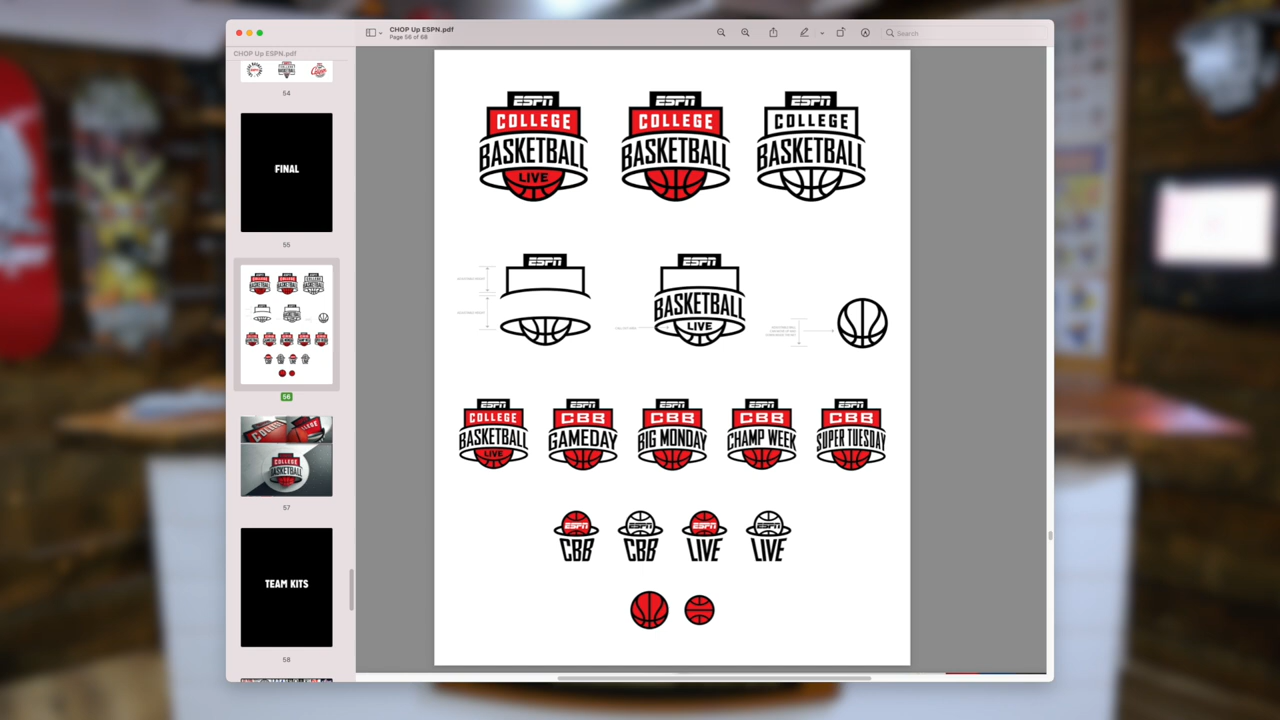 CHOP Up ESPN.pdf
Page 56 of 68
Search
CHOP Up ESPN.pdf
54
FINAL
55
56
57
TEAM KITS
58
ESPN
COLLEGE
BASKETBALL
LIVE
ESPN
COLLEGE
BASKETBALL
ESPN
COLLEGE
BASKETBALL
ESPN
ESPN
BASKETBALL
LIVE
ESPN
COLLEGE
BASKETBALL
LIVE
ESPN
CBB
GAMEDAY
ESPN
CBB
BIG MONDAY
ESPN
CBB
CHAMP WEEK
ESPN
CBB
SUPER TUESDAY
ESPN
CBB
ESPN
CBB
ESPN
LIVE
ESPN
LIVE